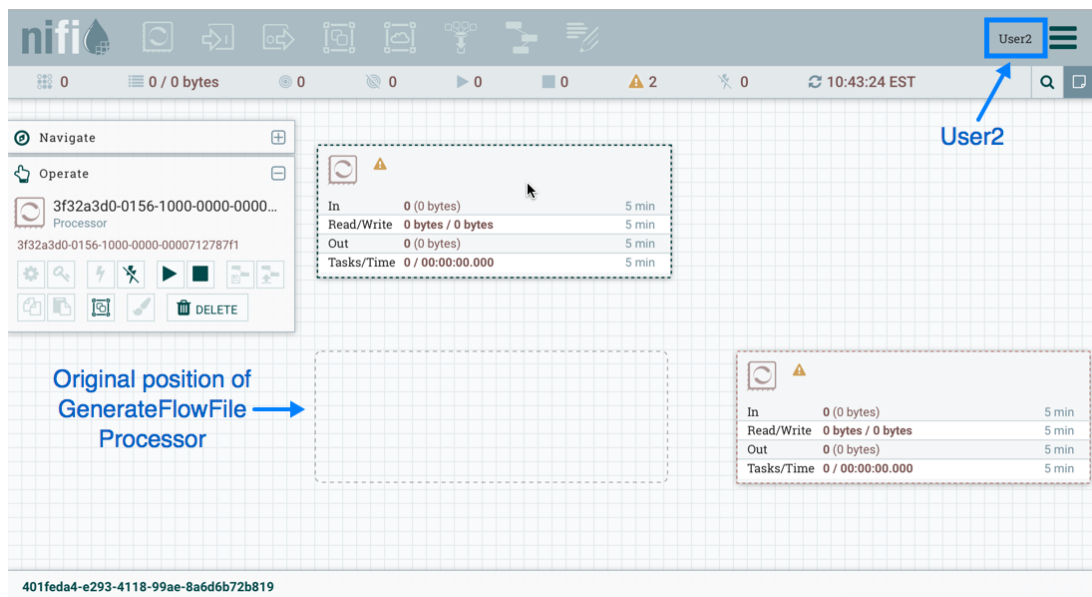 nifi
User2
0
0 / 0 bytes
0
0
0
0
2
0
10:43:24 EST
User2
Navigate
Operate
3f32a3d0-0156-1000-0000-0000...
Processor
3f32a3d0-0156-1000-0000-0000712787f1
DELETE
In 0 (0 bytes) 5 min
Read/Write 0 bytes / 0 bytes 5 min
Out 0 (0 bytes) 5 min
Tasks/Time 0 / 00:00:00.000 5 min
Original position of
GenerateFlowFile
Processor
In 0 (0 bytes) 5 min
Read/Write 0 bytes / 0 bytes 5 min
Out 0 (0 bytes) 5 min
Tasks/Time 0 / 00:00:00.000 5 min
401feda4-e293-4118-99ae-8a6d6b72b819